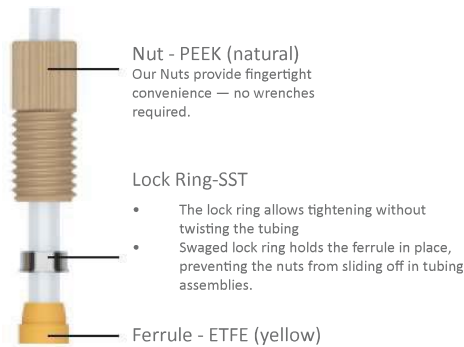 Nut - PEEK (natural)
Our Nuts provide fingertight
convenience — no wrenches
required.
Lock Ring-SST
• The lock ring allows tightening without
twisting the tubing
• Swaged lock ring holds the ferrule in place,
preventing the nuts from sliding off in tubing
assemblies.
Ferrule - ETFE (yellow)